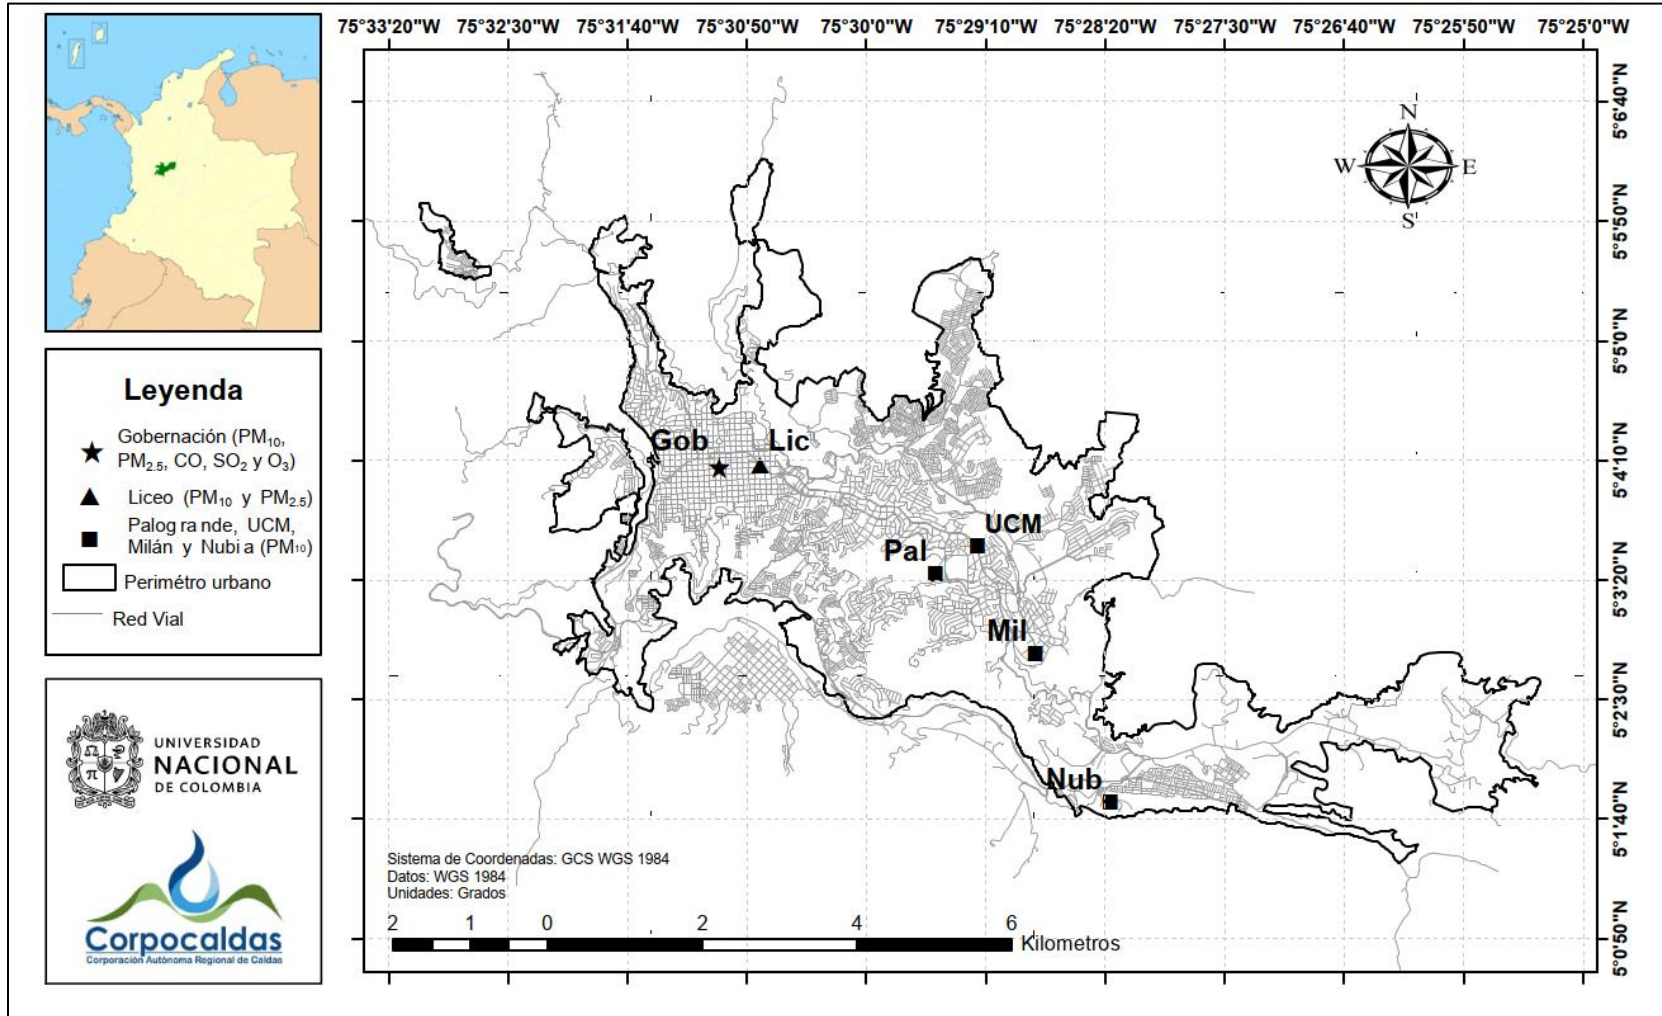 75°33'20"W 75°32'30"W 75°31'40"W 75°30'50"W 75°30'0"W 75°29'10"W 75°28'20"W 75°27'30"W 75°26'40"W 75°25'50"W 75°25'0"W
5°6'40"N
5°5'50"N
5°5'0"N
5°4'10"N
5°3'20"N
5°2'30"N
5°1'40"N
5°0'50"N
N
W E
S
Leyenda
Gobernación (PM₁₀,
PM₂.₅, CO, SO₂ y O₃)
Liceo (PM₁₀ y PM₂.₅)
Palogrande, UCM,
Milán y Nubia (PM₁₀)
Perimétro urbano
Red Vial
Gob Lic
UCM
Pal
Mil
Nub
UNIVERSIDAD
NACIONAL
DE COLOMBIA
Corpocaldas
Corporación Autónoma Regional de Caldas
Sistema de Coordenadas: GCS WGS 1984
Datos: WGS 1984
Unidades: Grados
2 1 0 2 4 6
Kilometros